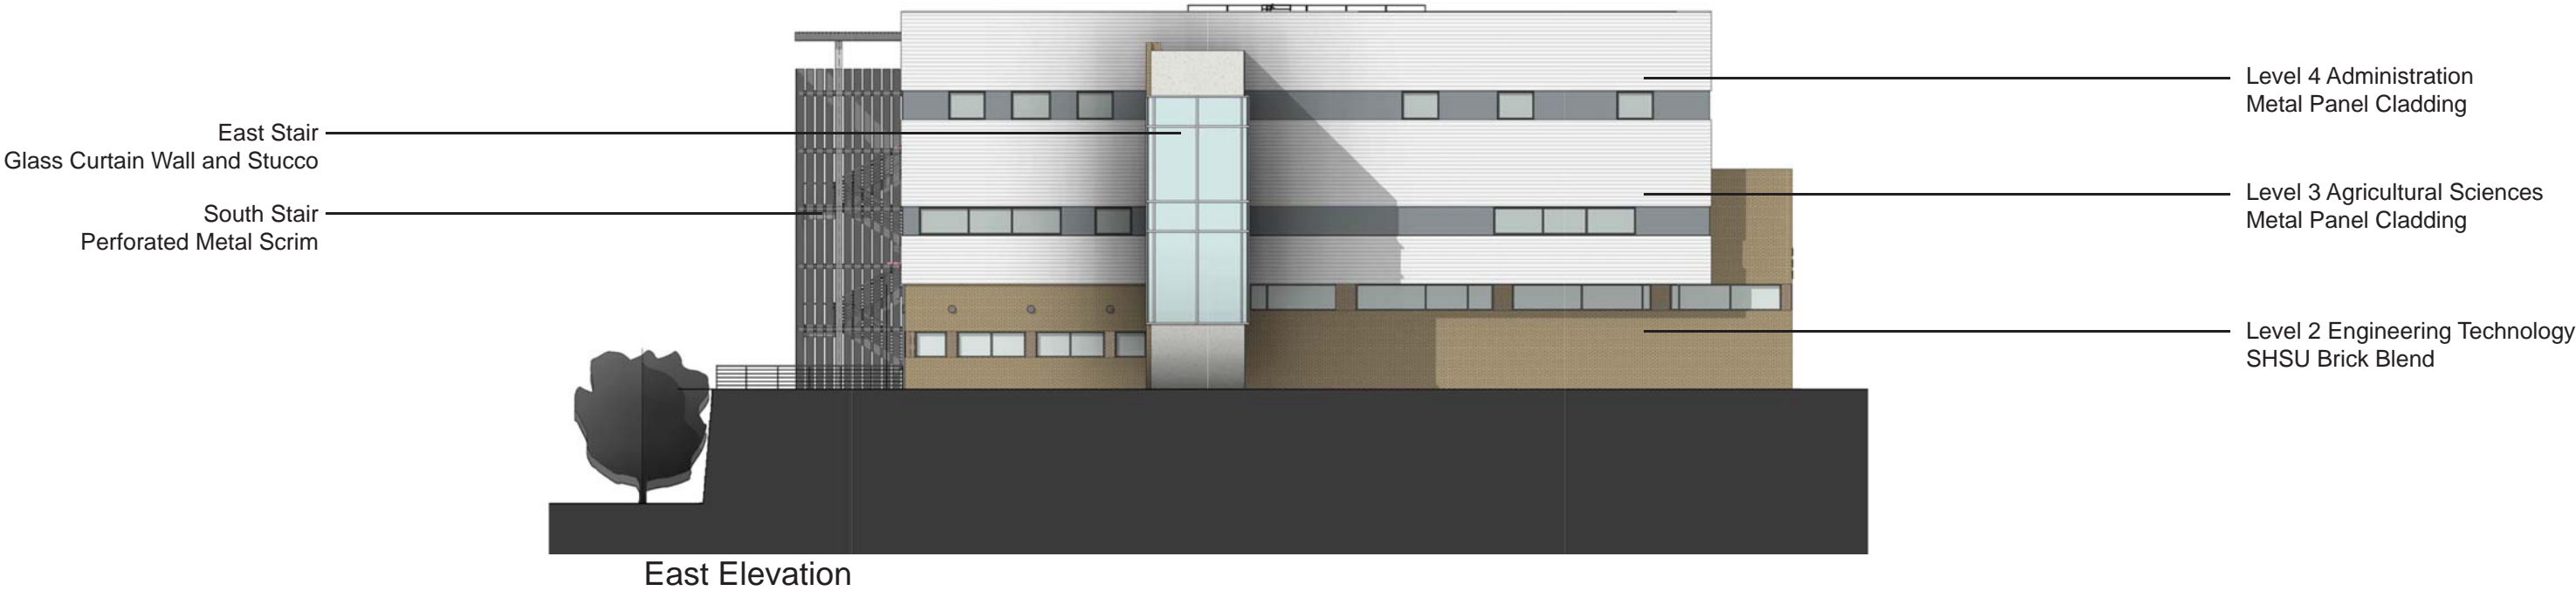 East Stair
Glass Curtain Wall and Stucco
South Stair
Perforated Metal Scrim
Level 4 Administration
Metal Panel Cladding
Level 3 Agricultural Sciences
Metal Panel Cladding
Level 2 Engineering Technology
SHSU Brick Blend
East Elevation